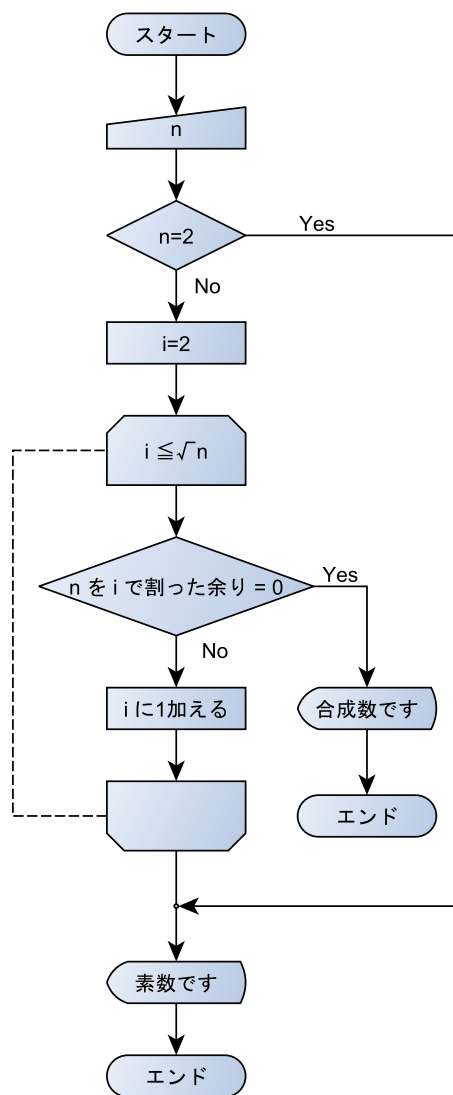 スタート
n
n=2
Yes
No
i=2
i≦√n
n を i で割った余り = 0
Yes
No
i に1加える
合成数です
エンド
素数です
エンド